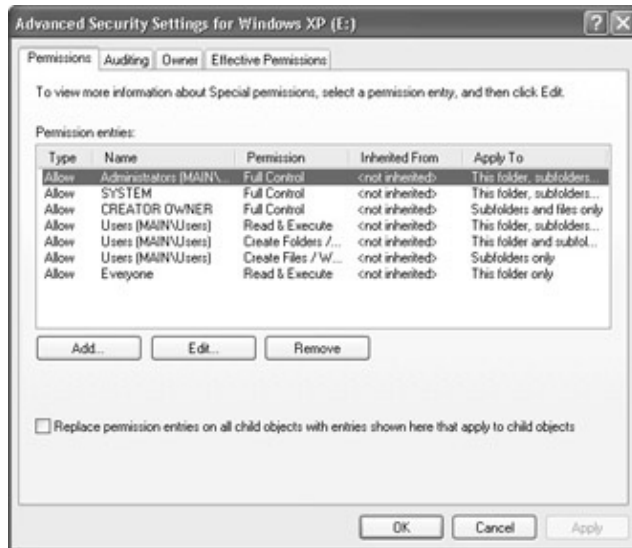 Advanced Security Settings for Windows XP (E:)
Permissions Auditing Owner Effective Permissions
To view more information about Special permissions, select a permission entry, and then click Edit.
Permission entries:
Type Name Permission Inherited From Apply To
Allow Administrators (MAIN\... Full Control <not inherited> This folder, subfolders...
Allow SYSTEM Full Control <not inherited> This folder, subfolders...
Allow CREATOR OWNER Full Control <not inherited> Subfolders and files only
Allow Users (MAIN\Users) Read & Execute <not inherited> This folder, subfolders...
Allow Users (MAIN\Users) Create Folders /... <not inherited> This folder and subfol...
Allow Users (MAIN\Users) Create Files / W... <not inherited> Subfolders only
Allow Everyone Read & Execute <not inherited> This folder only
Add... Edit... Remove
Replace permission entries on all child objects with entries shown here that apply to child objects
OK Cancel Apply